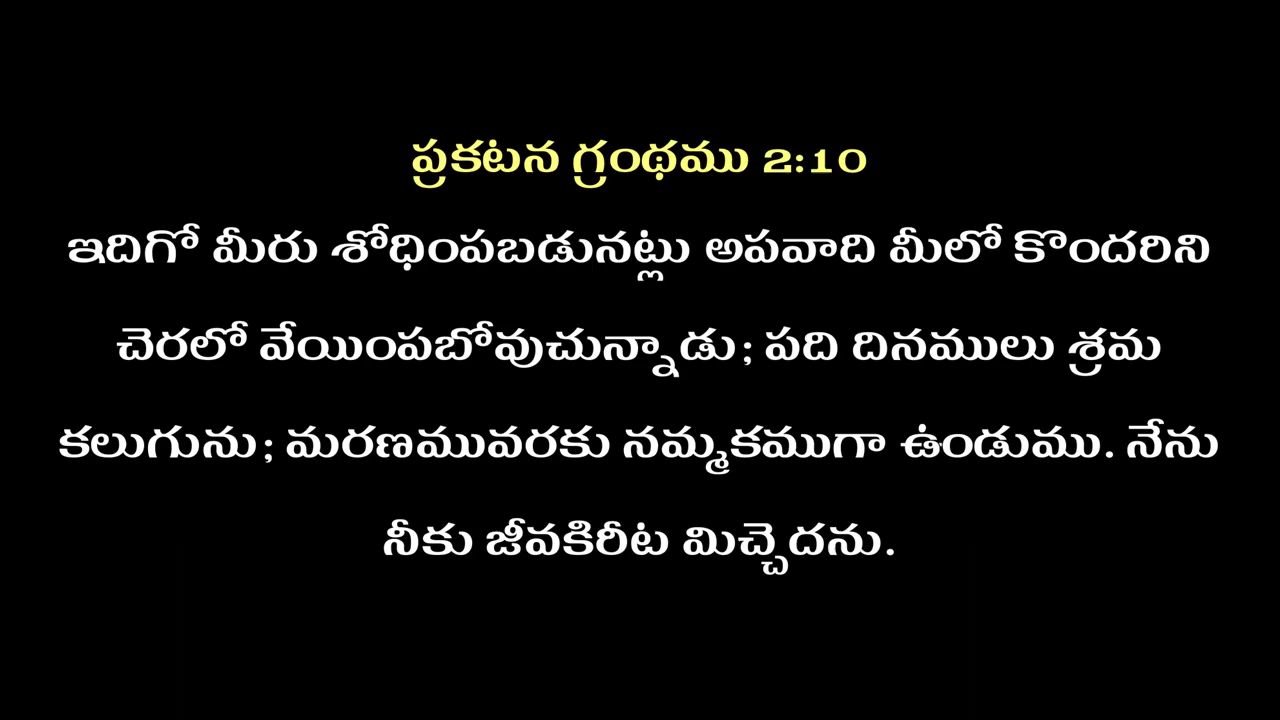 ప్రకటన గ్రంథము 2:10
ఇదిగో మీరు శోధింపబడునట్లు అపవాది మీలో కొందరిని
చెరలో వేయింపబోవుచున్నాడు; పది దినములు శ్రమ
కలుగును; మరణమువరకు నమ్మకముగా ఉండుము. నేను
నీకు జీవకిరీట మిచ్చెదను.